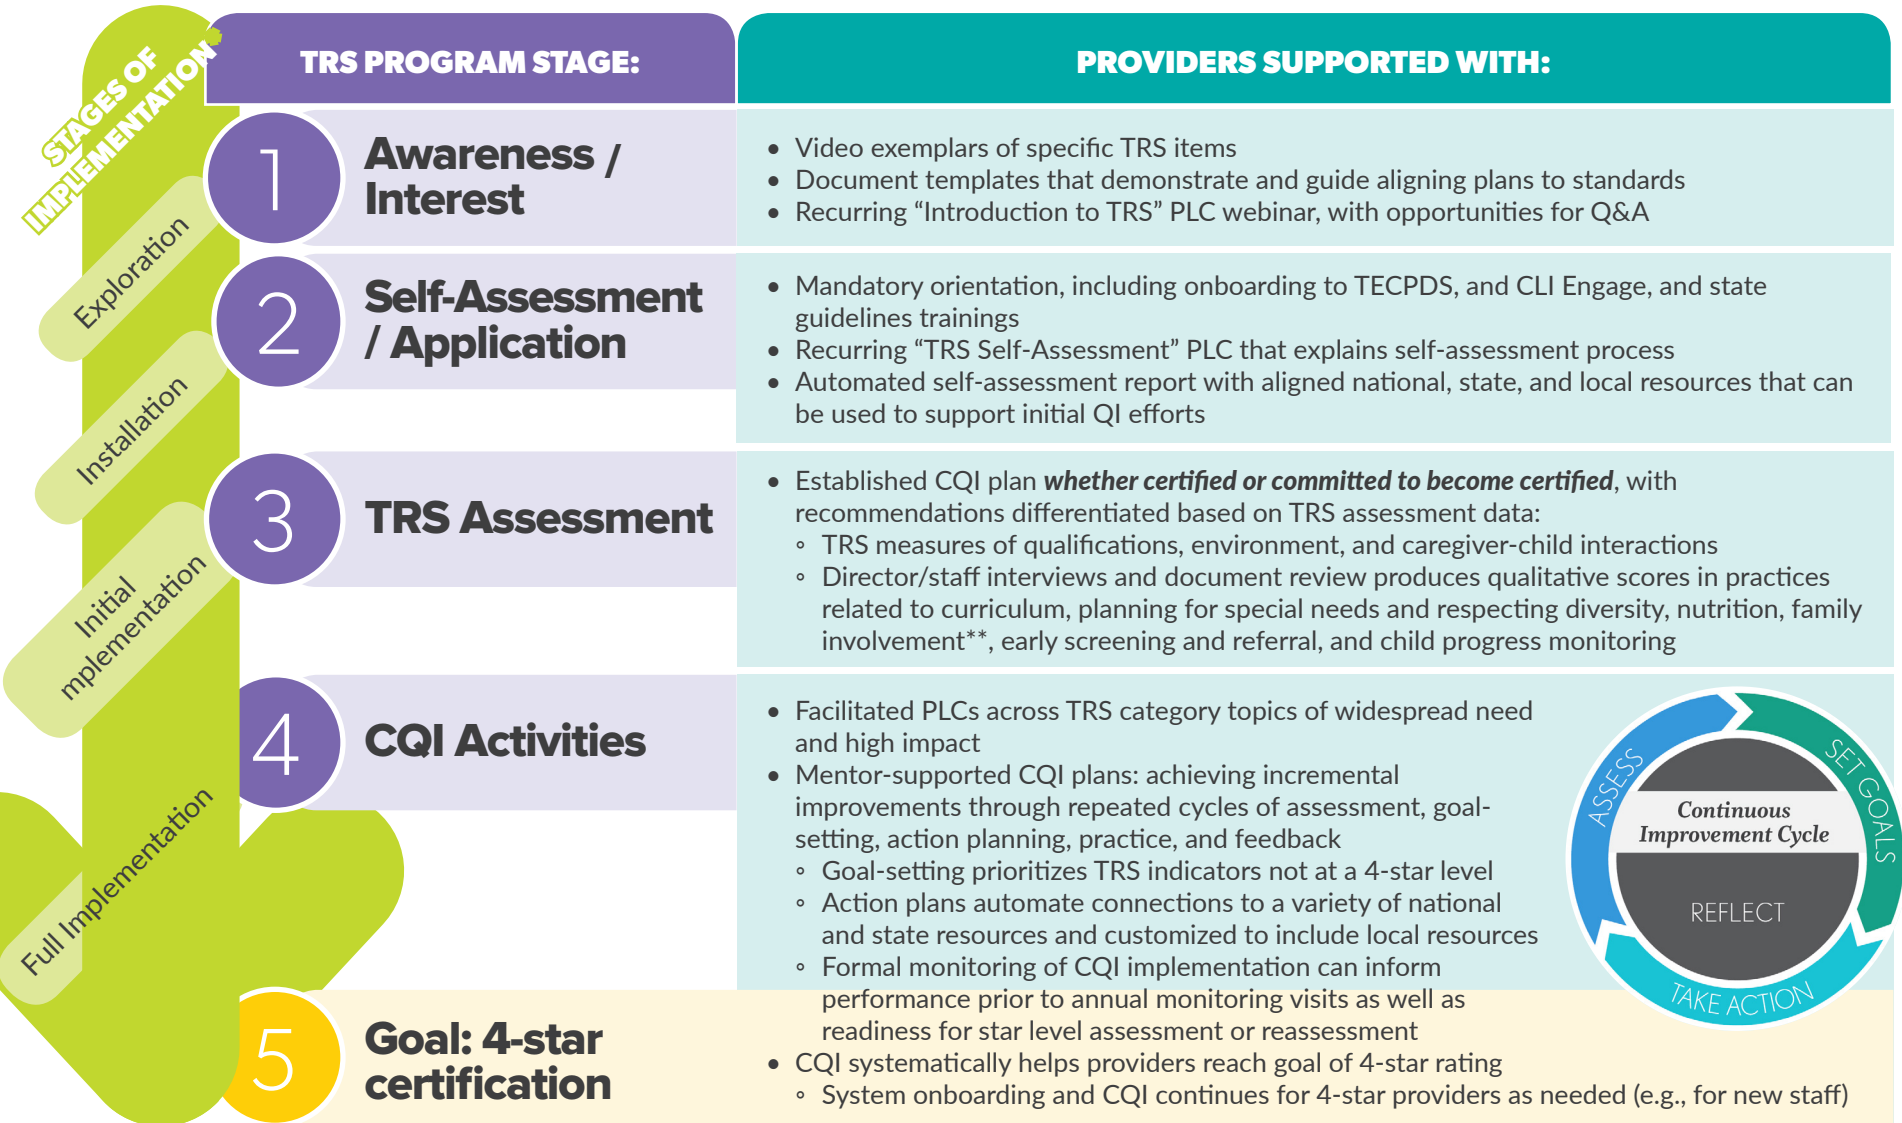 STAGES OF
IMPLEMENTATION*
TRS PROGRAM STAGE:
PROVIDERS SUPPORTED WITH:
Exploration
Installation
Initial
mplementation
Full Implementation
1
Awareness /
Interest
• Video exemplars of specific TRS items
• Document templates that demonstrate and guide aligning plans to standards
• Recurring “Introduction to TRS” PLC webinar, with opportunities for Q&A
2
Self-Assessment
/ Application
• Mandatory orientation, including onboarding to TECPDS, and CLI Engage, and state
guidelines trainings
• Recurring “TRS Self-Assessment” PLC that explains self-assessment process
• Automated self-assessment report with aligned national, state, and local resources that can
be used to support initial QI efforts
3
TRS Assessment
• Established CQI plan whether certified or committed to become certified, with
recommendations differentiated based on TRS assessment data:
◦ TRS measures of qualifications, environment, and caregiver-child interactions
◦ Director/staff interviews and document review produces qualitative scores in practices
related to curriculum, planning for special needs and respecting diversity, nutrition, family
involvement**, early screening and referral, and child progress monitoring
4
CQI Activities
• Facilitated PLCs across TRS category topics of widespread need
and high impact
• Mentor-supported CQI plans: achieving incremental
improvements through repeated cycles of assessment, goal-
setting, action planning, practice, and feedback
◦ Goal-setting prioritizes TRS indicators not at a 4-star level
◦ Action plans automate connections to a variety of national
and state resources and customized to include local resources
◦ Formal monitoring of CQI implementation can inform
performance prior to annual monitoring visits as well as
readiness for star level assessment or reassessment
ASSESS
SET GOALS
Continuous
Improvement Cycle
REFLECT
TAKE ACTION
5
Goal: 4-star
certification
• CQI systematically helps providers reach goal of 4-star rating
◦ System onboarding and CQI continues for 4-star providers as needed (e.g., for new staff)